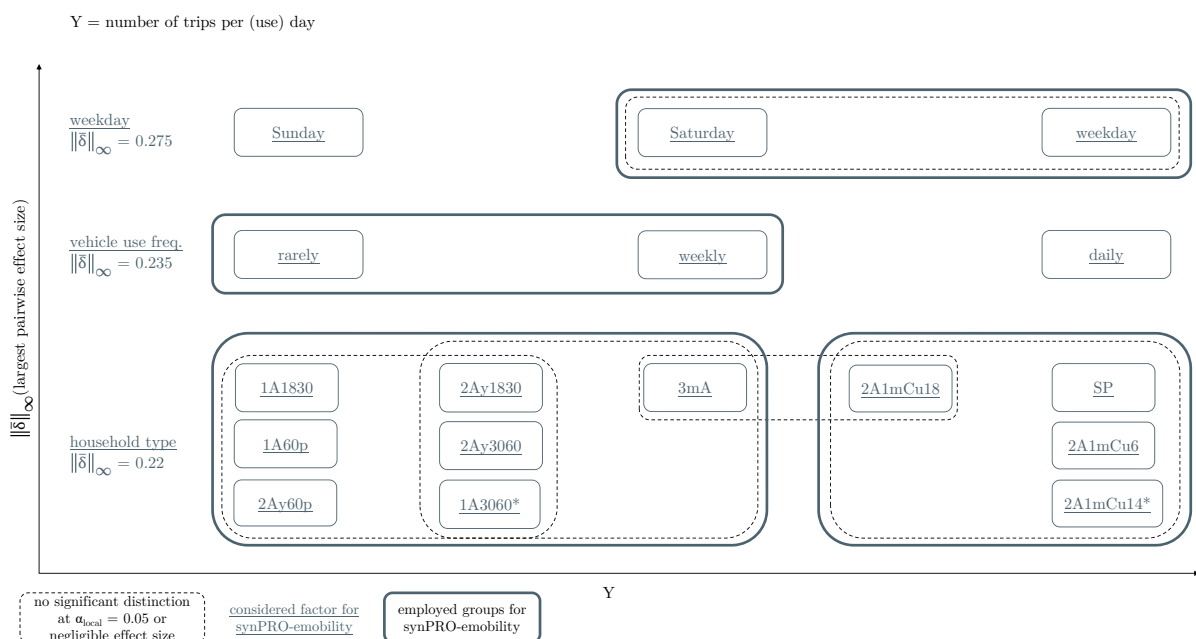 Y = number of trips per (use) day
weekday
‖δ̄‖∞ = 0.275
Sunday
Saturday
weekday
vehicle use freq.
‖δ̄‖∞ = 0.235
rarely
weekly
daily
‖δ̄‖∞(largest pairwise effect size)
household type
‖δ̄‖∞ = 0.22
1A1830
2Ay1830
3mA
2A1mCu18
SP
1A60p
2Ay3060
2A1mCu6
2Ay60p
1A3060*
2A1mCu14*
Y
no significant distinction
at αlocal = 0.05 or
negligible effect size
considered factor for
synPRO-emobility
employed groups for
synPRO-emobility